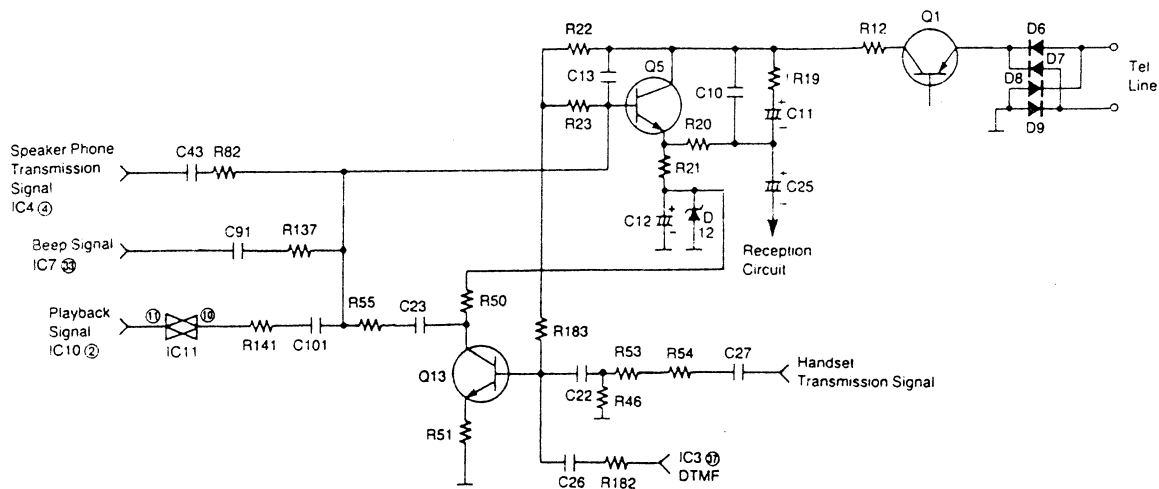 R22
R12
Q1
D6
D7
D8
D9
Tel
Line
C13
Q5
C10
R19
C11
R23
R20
R21
C25
C12
D
12
Reception
Circuit
Speaker Phone
Transmission
Signal
IC4 ④
C43
R82
Beep Signal
IC7 ㉝
C91
R137
Playback
Signal
IC10 ②
⑪
⑩
IC11
R141
C101
R55
C23
R50
R183
Q13
R51
C22
R46
R53
R54
C27
Handset
Transmission Signal
C26
R182
IC3 ㊲
DTMF